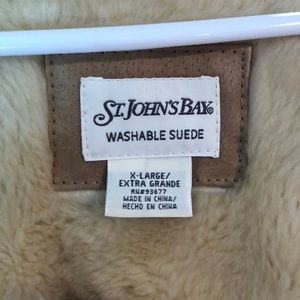 ST. JOHN'S BAY.
WASHABLE SUEDE
X-LARGE/
EXTRA GRANDE
RN#93677
MADE IN CHINA/
HECHO EN CHINA